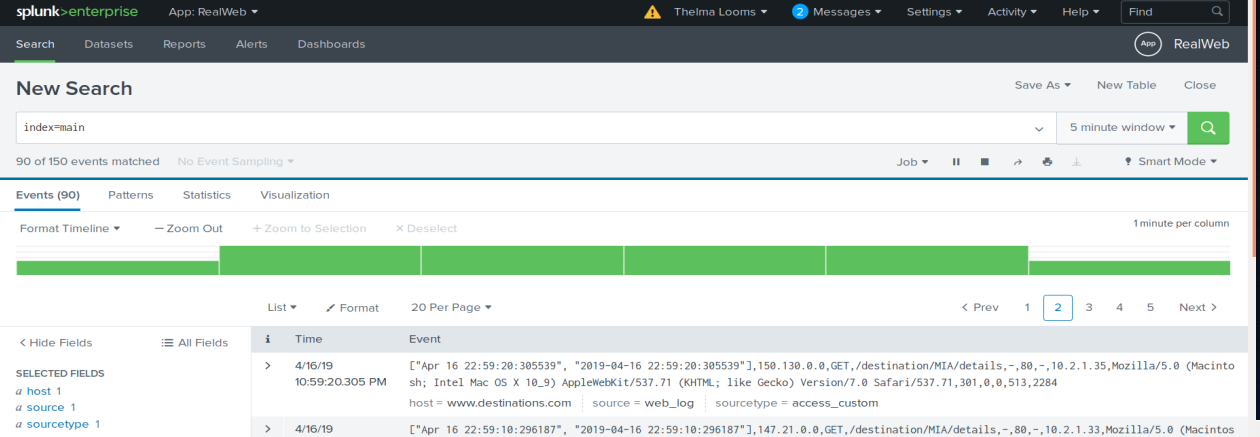 splunk>enterprise App: RealWeb Thelma Looms 2 Messages Settings Activity Help Find
Search Datasets Reports Alerts Dashboards App RealWeb
New Search Save As New Table Close
index=main 5 minute window
90 of 150 events matched No Event Sampling Job Smart Mode
Events (90) Patterns Statistics Visualization
Format Timeline — Zoom Out + Zoom to Selection × Deselect 1 minute per column
List Format 20 Per Page < Prev 1 2 3 4 5 Next >
< Hide Fields All Fields i Time Event
SELECTED FIELDS
a host 1
a source 1
a sourcetype 1
> 4/16/19 ["Apr 16 22:59:20:305539", "2019-04-16 22:59:20:305539"],150.130.0.0,GET,/destination/MIA/details,-,80,-,10.2.1.35,Mozilla/5.0 (Macinto
10:59:20.305 PM sh; Intel Mac OS X 10_9) AppleWebKit/537.71 (KHTML; like Gecko) Version/7.0 Safari/537.71,301,0,0,513,2284
host = www.destinations.com source = web_log sourcetype = access_custom
> 4/16/19 ["Apr 16 22:59:10:296187", "2019-04-16 22:59:10:296187"],147.21.0.0,GET,/destination/MIA/details,-,80,-,10.2.1.33,Mozilla/5.0 (Macintos